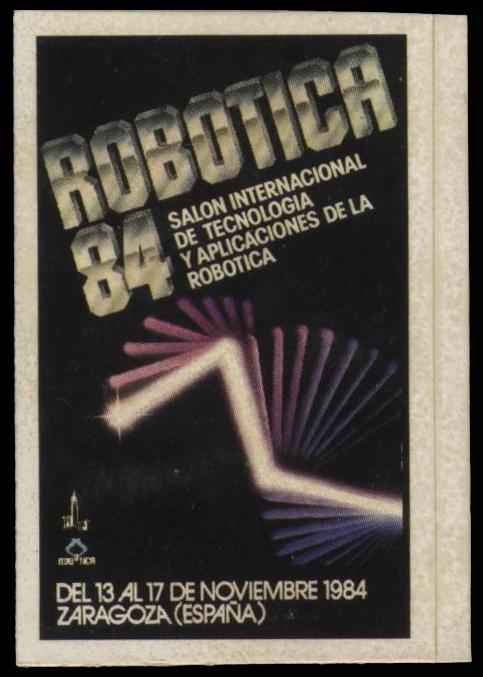 ROBOTICA
84
SALON INTERNACIONAL
DE TECNOLOGIA
Y APLICACIONES DE LA
ROBOTICA
DEL 13 AL 17 DE NOVIEMBRE 1984
ZARAGOZA (ESPAÑA)